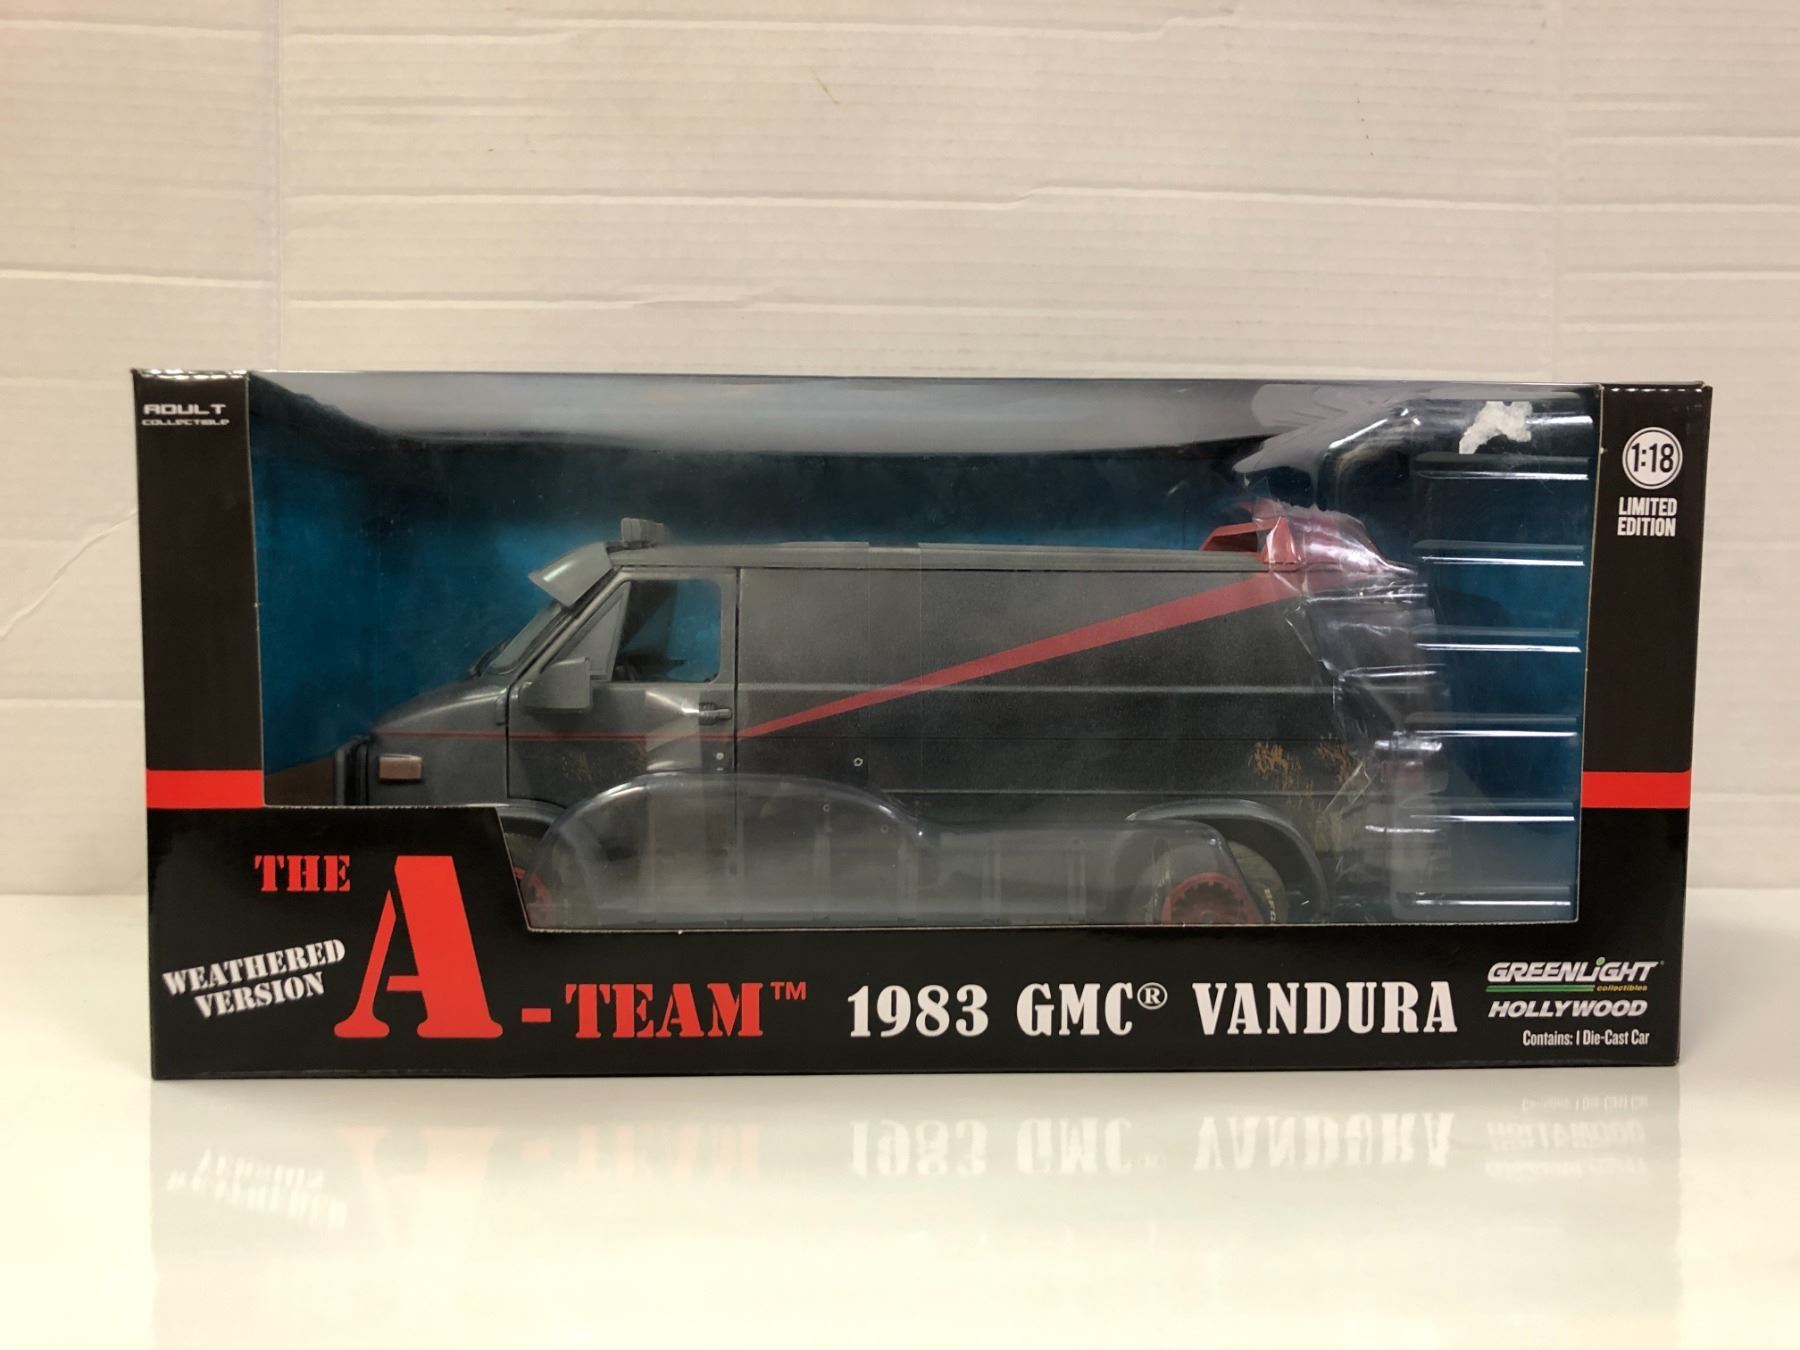 ADULT
COLLECTIBLE
1:18
LIMITED
EDITION
THE
A-TEAM™ 1983 GMC® VANDURA
WEATHERED
VERSION
GREENLiGHT
collectibles
HOLLYWOOD
Contains: 1 Die-Cast Car